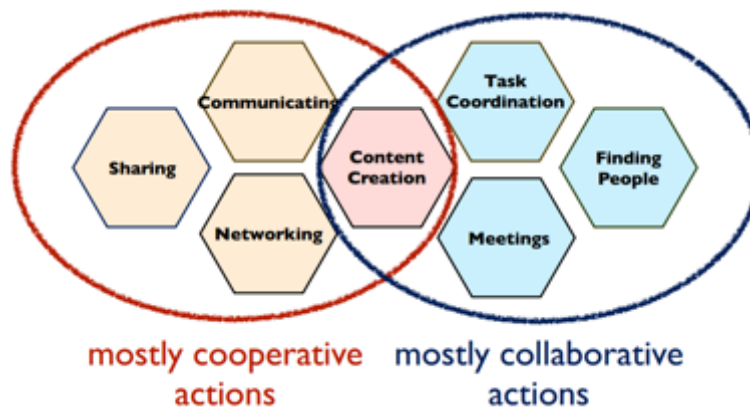 Communicating
Task
Coordination
Sharing
Content
Creation
Finding
People
Networking
Meetings
mostly cooperative
actions
mostly collaborative
actions